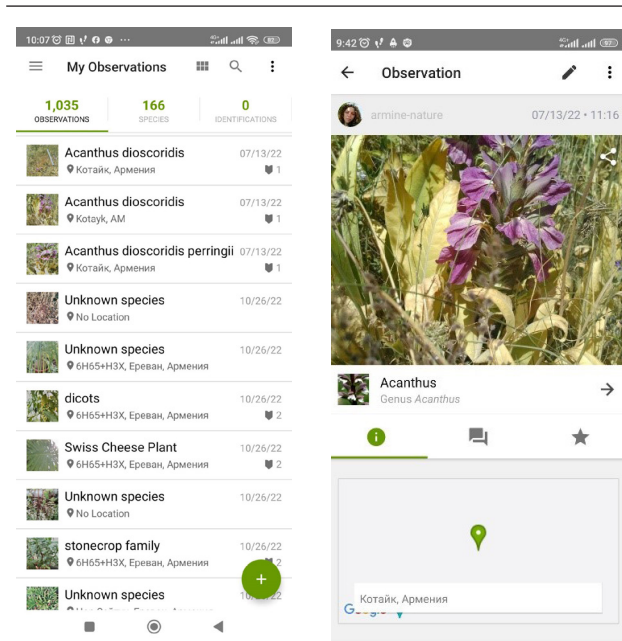 10:07
My Observations
1,035
166
0
OBSERVATIONS
SPECIES
IDENTIFICATIONS
Acanthus dioscoridis
07/13/22
Котайк, Армения
1
Acanthus dioscoridis
07/13/22
Kotayk, AM
1
Acanthus dioscoridis perringii
07/13/22
Котайк, Армения
1
Unknown species
10/26/22
No Location
Unknown species
10/26/22
6H65+H3X, Ереван, Армения
dicots
10/26/22
6H65+H3X, Ереван, Армения
2
Swiss Cheese Plant
10/26/22
6H65+H3X, Ереван, Армения
2
Unknown species
10/26/22
No Location
stonecrop family
10/26/22
6H65+H3X, Ереван, Армения
2
Unknown species
9:42
Observation
armine-nature
07/13/22 • 11:16
Acanthus
Genus Acanthus
Котайк, Армения
Google